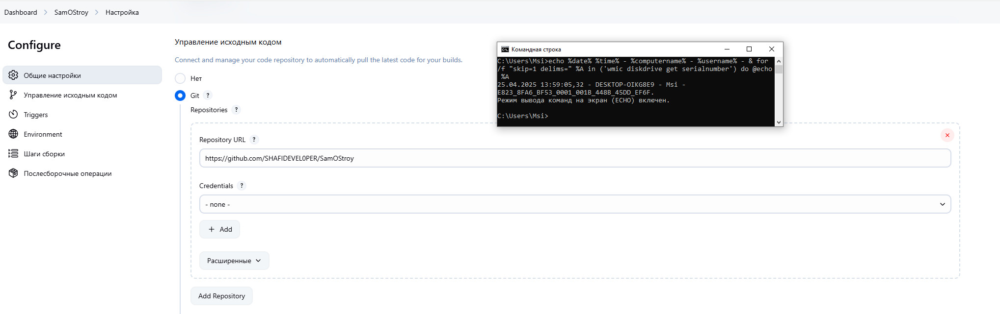 Dashboard > SamOStroy > Настройка
Configure
Общие настройки
Управление исходным кодом
Triggers
Environment
Шаги сборки
Послесборочные операции
Управление исходным кодом
Connect and manage your code repository to automatically pull the latest code for your builds.
Нет
Git ?
Repositories ?
Repository URL ?
https://github.com/SHAFIDEVEL0PER/SamOStroy
Credentials ?
- none -
+ Add
Расширенные
Add Repository
Командная строка
C:\Users\Msi>echo %date% %time% - %computername% - %username% - & for
/f "skip=1 delims=" %A in ('wmic diskdrive get serialnumber') do @echo
%A
25.04.2025 13:59:05,32 - DESKTOP-OIKG8E9 - Msi -
E823_8FA6_BF53_0001_001B_448B_45DD_EF6F.
Режим вывода команд на экран (ECHO) включен.
C:\Users\Msi>